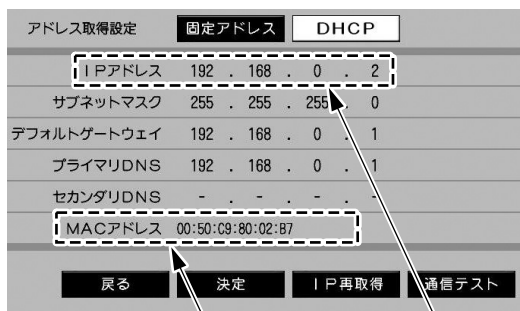 アドレス取得設定 固定アドレス DHCP
IPアドレス 192 . 168 . 0 . 2
サブネットマスク 255 . 255 . 255 . 0
デフォルトゲートウェイ 192 . 168 . 0 . 1
プライマリDNS 192 . 168 . 0 . 1
セカンダリDNS - . - . - . -
MACアドレス 00:50:C9:80:02:B7
戻る 決定 IP再取得 通信テスト